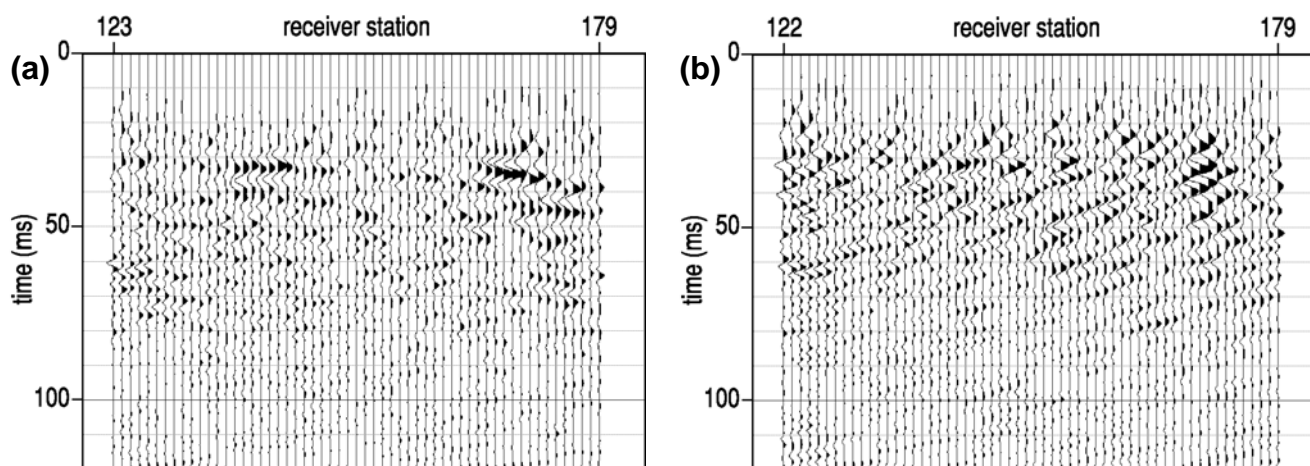 123 receiver station 179
0
(a)
50
time (ms)
100
122 receiver station 179
0
(b)
50
time (ms)
100